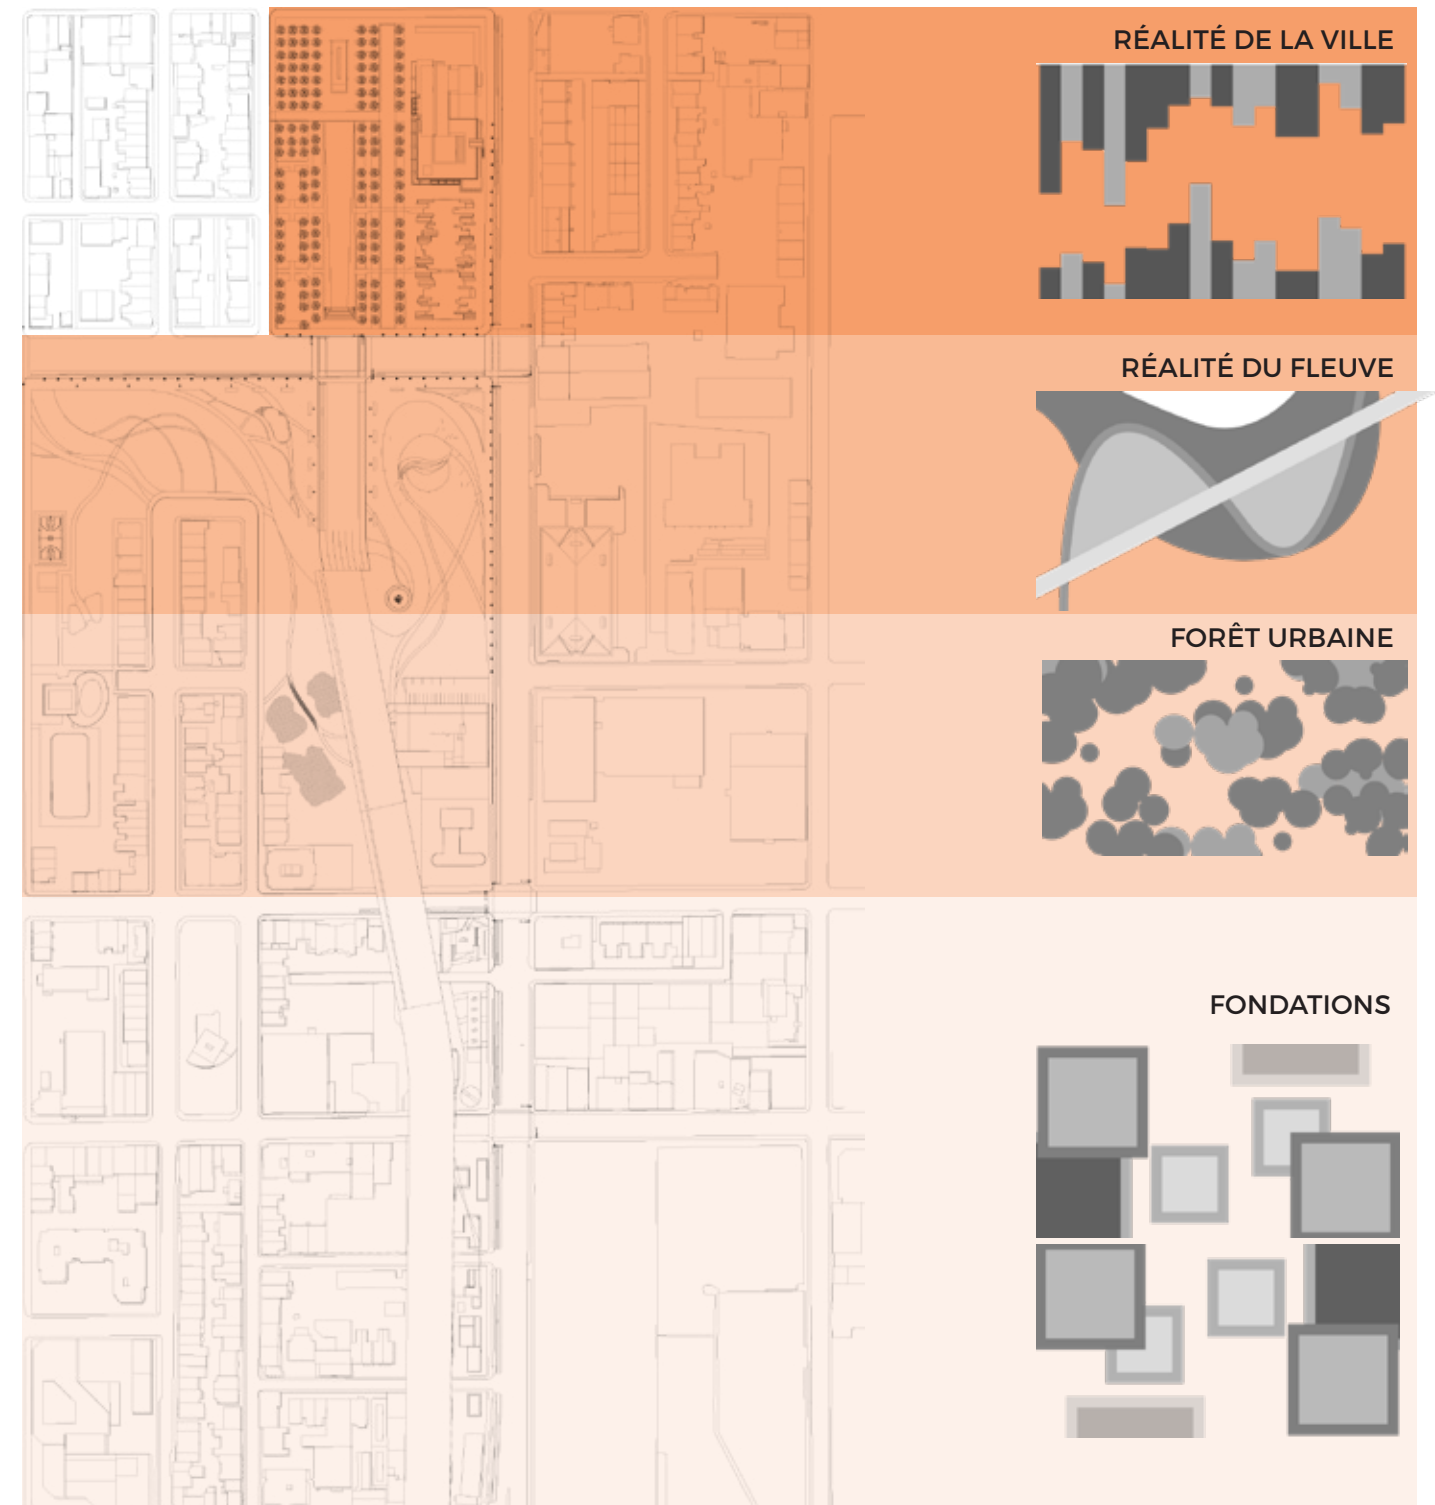 RÉALITÉ DE LA VILLE
RÉALITÉ DU FLEUVE
FORÊT URBAINE
FONDATIONS